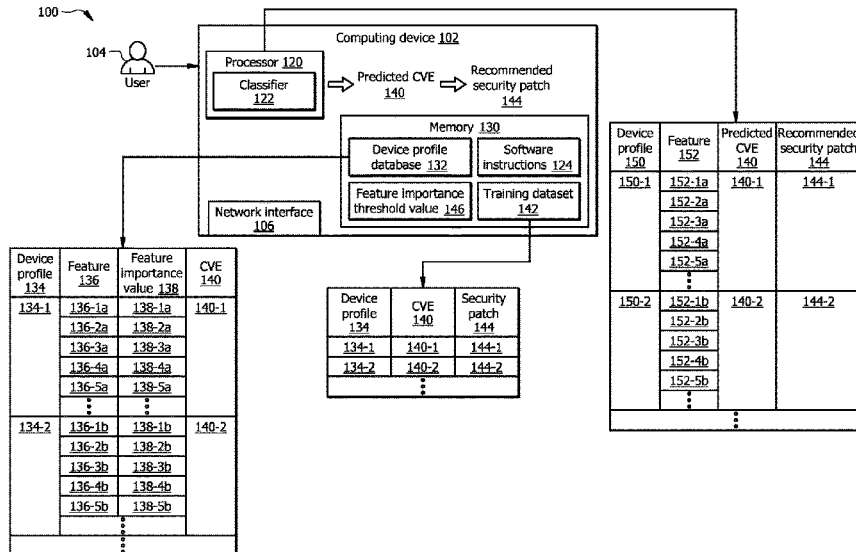 100
104
User
Computing device 102
Processor 120
Classifier
122
Predicted CVE
140
Recommended
security patch
144
Memory 130
Device profile
database 132
Software
instructions 124
Feature importance
threshold value 146
Training dataset
142
Network interface
106
Device
profile
134
Feature
136
Feature
importance
value 138
CVE
140
134-1 136-1a 138-1a 140-1
136-2a 138-2a
136-3a 138-3a
136-4a 138-4a
136-5a 138-5a
134-2 136-1b 138-1b 140-2
136-2b 138-2b
136-3b 138-3b
136-4b 138-4b
136-5b 138-5b
Device
profile
134
CVE
140
Security
patch
144
134-1 140-1 144-1
134-2 140-2 144-2
Device
profile
150
Feature
152
Predicted
CVE
140
Recommended
security patch
144
150-1 152-1a 140-1 144-1
152-2a
152-3a
152-4a
152-5a
150-2 152-1b 140-2 144-2
152-2b
152-3b
152-4b
152-5b